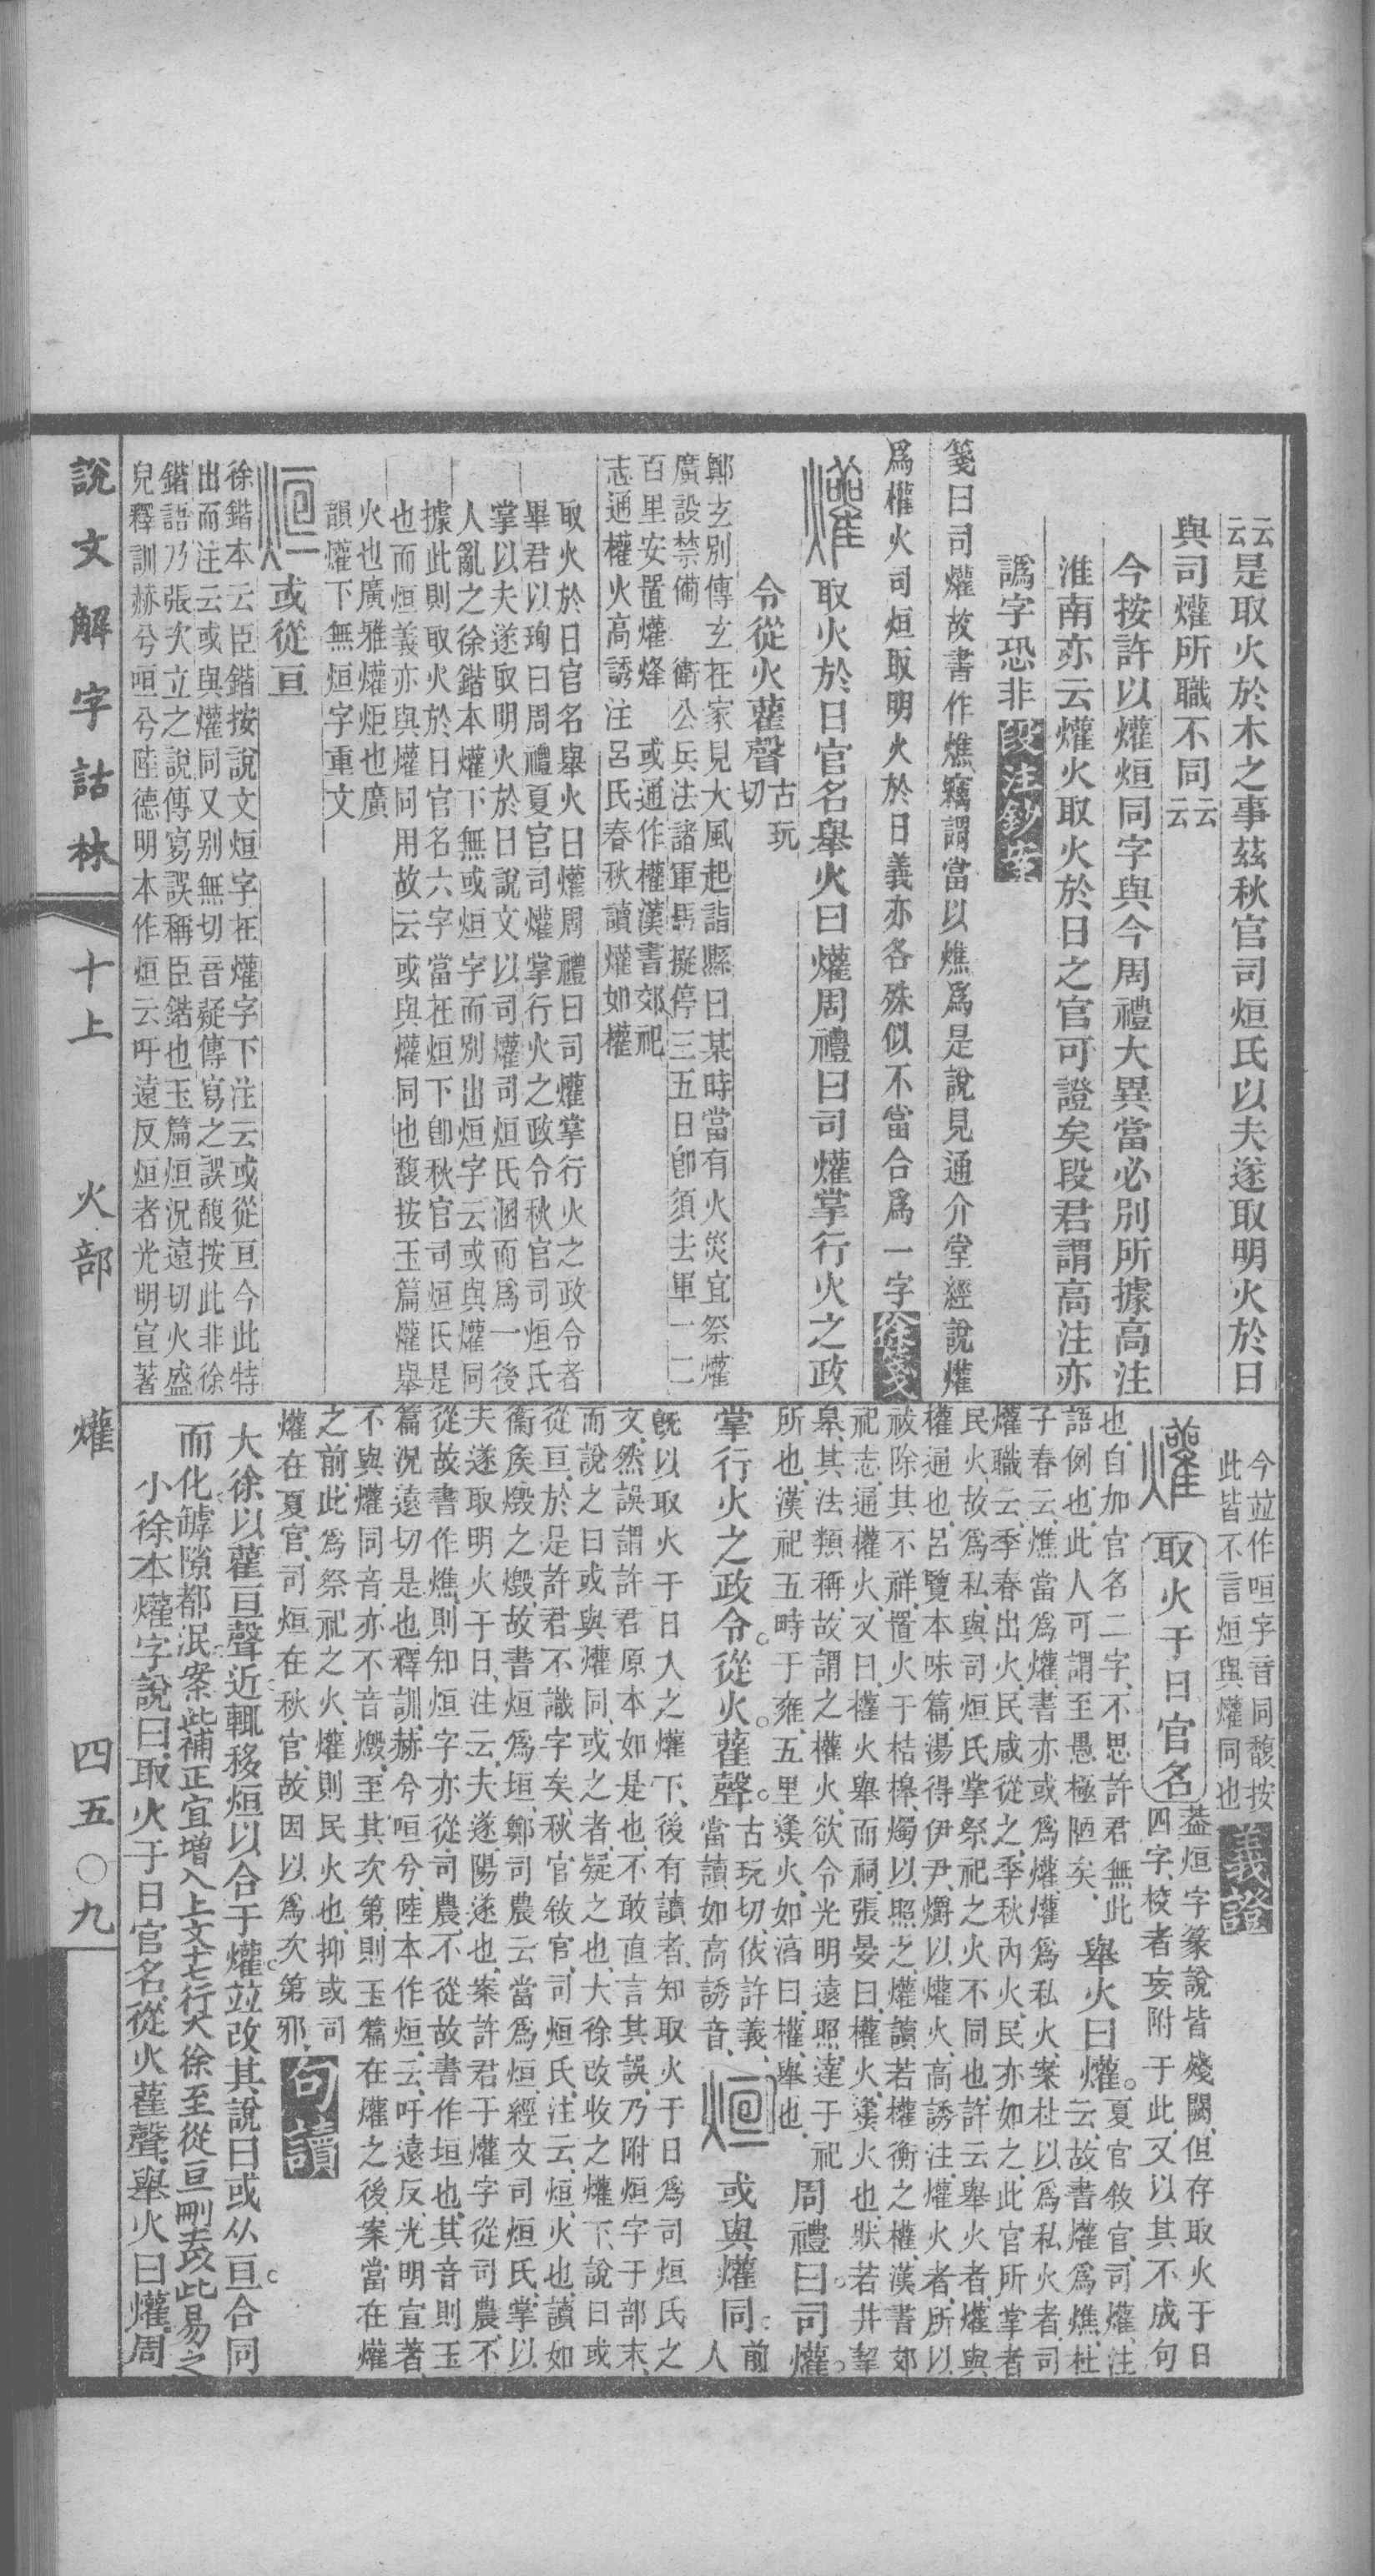 云云是取火於木之事茲秋官司烜氏以夫遂取明火於日
與司爟所職不同云云
今按許以爟烜同字與今周禮大異當必別所據高注
淮南亦云爟火取火於日之官可證矣段君謂高注亦
譌字恐非段注鈔案
箋曰司爟故書作燋竊謂當以燋爲是說見通介堂經說爟
爲權火司烜取明火於日義亦各殊似不當合爲一字徐箋
取火於日官名舉火曰爟周禮曰司爟掌行火之政
令從火雚聲古玩切
鄭玄別傳玄在家見大風起詣縣曰某時當有火災宜祭爟
廣設禁備 衛公兵法諸軍馬擬停三五日卽須去軍一二
百里安置爟烽 或通作權漢書郊祀
志通權火高誘注 呂氏春秋讀爟如權
取火於日官名舉火曰爟周禮曰司爟掌行火之政令者
畢君以珣曰周禮夏官司爟掌行火之政令秋官司烜氏
掌以夫遂取明火於日說文以司爟司烜氏溷而爲一後
人亂之徐鍇本爟下無或烜字而別出烜字云或與爟同
據此則取火於日官名六字當在烜下卽秋官司烜氏是
也而烜義亦與爟同用故云或與爟同也馥按玉篇爟舉
火也廣雅爟炬也廣
韻爟下無烜字重文
或從亘
徐鍇本云臣鍇按說文烜字在爟字下注云或從亘今此特
出而注云或與爟同又別無切音疑傳寫之誤馥按此非徐
鍇語乃張次立之說傳寫誤稱臣鍇也玉篇烜況遠切火盛
皃釋訓赫兮咺兮陸德明本作烜云吁遠反烜者光明宣著
今竝作咺字音同馥按
此皆不言烜與爟同也義證
取火于日官名葢烜字篆說皆殘闕但存取火于日
四字校者妄附于此又以其不成句
也自加官名二字不思許君無此
語例也此人可謂至愚極陋矣舉火曰爟夏官敘官司爟注
云故書爟爲燋杜
子春云燋當爲爟書亦或爲爟爟爲私火案杜以爲私火者司
爟職云季春出火民咸從之季秋內火民亦如之此官所掌者
民火故爲私與司烜氏掌祭祀之火不同也許云舉火者爟與
權通也呂覽本味篇湯得伊尹爝以爟火高誘注爟火者所以
祓除其不祥置火于桔槔燭以照之爟讀若權衡之權漢書郊
祀志通權火又曰權火舉而祠張晏曰權火漢火也狀若井挈
皋其法類稱故謂之權火欲令光明遠照達于祀
所也漢祀五畤于雍五里漢火如湻曰權舉也周禮曰司爟
掌行火之政令從火雚聲古玩切依許義
當讀如高誘音或與爟同前人
旣以取火于日入之爟下後有讀者知取火于日爲司烜氏之
文然誤謂許君原本如是也不敢直言其誤乃附烜字于部末
而說之曰或與爟同或之者疑之也大徐改收之爟下說曰或
從亘於是許君不識字矣秋官敘官司烜氏注云烜火也讀如
衞侯燬之燬故書烜爲垣鄭司農云當爲烜經文司烜氏掌以
夫遂取明火于日注云夫遂陽遂也案許君于爟字從司農不
從故書作燋則知烜字亦從司農不從故書作垣也其音則玉
篇況遠切是也釋訓赫兮咺兮陸本作烜云吁遠反光明宣著
不與爟同音亦不音燬至其次第則玉篇在爟之後案當在爟
之前此爲祭祀之火爟則民火也抑或司
爟在夏官司烜在秋官故因以爲次第邪句讀
大徐以雚亘聲近輒移烜以合于爟竝改其說曰或从亘合同
而化罅隙都泯案此補正宜增入上文十七行大徐至從亘刪去以此易之
小徐本爟字說曰取火于日官名從火雚聲舉火曰爟周
說文解字詁林 十上 火部 爟 四五〇九